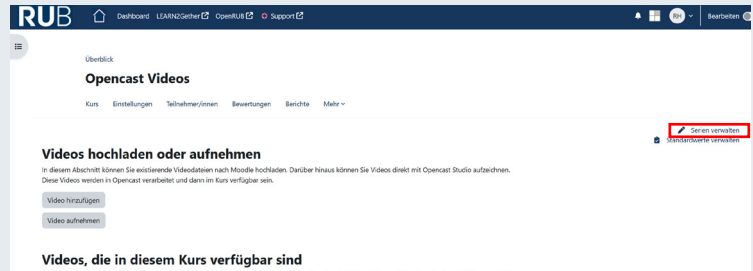 RUB Dashboard LEARN2Gether OpenRUB Support RH Bearbeiten
Überblick
Opencast Videos
Kurs Einstellungen Teilnehmer/innen Bewertungen Berichte Mehr
Serien verwalten
Standardwerte verwalten
Videos hochladen oder aufnehmen
In diesem Abschnitt können Sie existierende Videodateien nach Moodle hochladen. Darüber hinaus können Sie Videos direkt mit Opencast Studio aufzeichnen.
Diese Videos werden in Opencast verarbeitet und dann im Kurs verfügbar sein.
Video hinzufügen
Video aufnehmen
Videos, die in diesem Kurs verfügbar sind